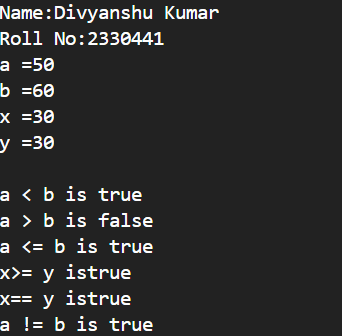 Name:Divyanshu Kumar
Roll No:2330441
a =50
b =60
x =30
y =30
a < b is true
a > b is false
a <= b is true
x>= y istrue
x== y istrue
a != b is true